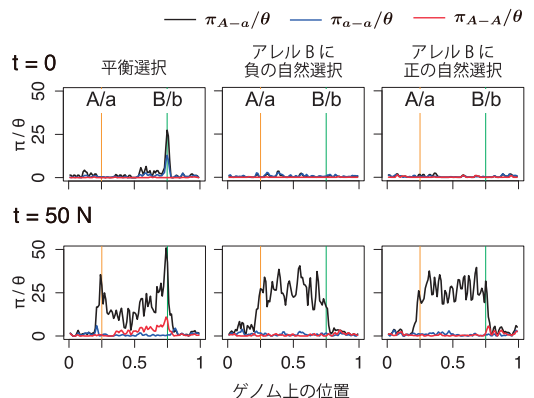 π_{A−a}/θ π_{a−a}/θ π_{A−A}/θ
t = 0
平衡選択
アレル B に
負の自然選択
アレル B に
正の自然選択
A/a B/b A/a B/b A/a B/b
π / θ
50
25
0
t = 50 N
π / θ
50
25
0
0 0.5 1 0 0.5 1 0 0.5 1
ゲノム上の位置